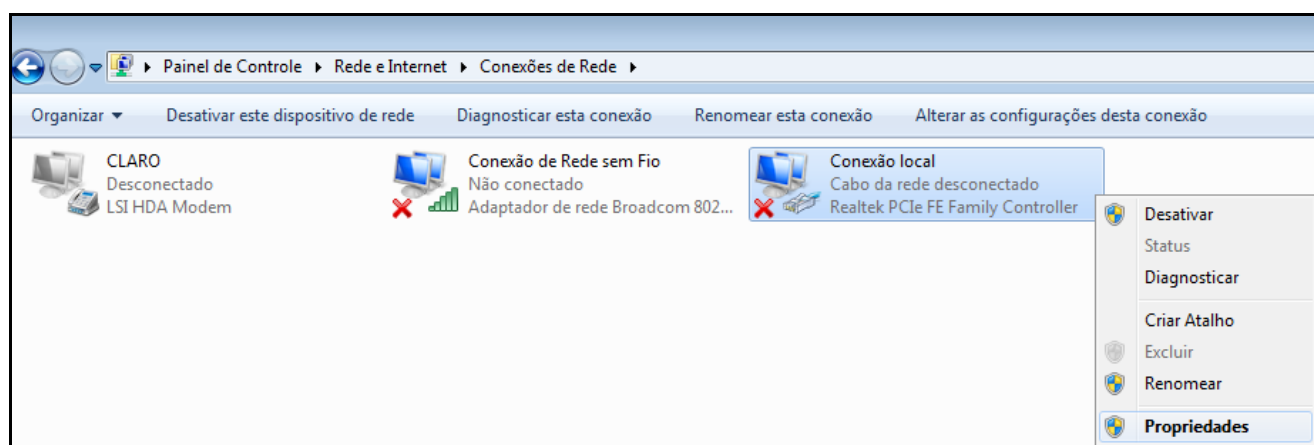 Painel de Controle ▸ Rede e Internet ▸ Conexões de Rede ▸
Organizar Desativar este dispositivo de rede Diagnosticar esta conexão Renomear esta conexão Alterar as configurações desta conexão
CLARO
Desconectado
LSI HDA Modem
Conexão de Rede sem Fio
Não conectado
Adaptador de rede Broadcom 802...
Conexão local
Cabo da rede desconectado
Realtek PCIe FE Family Controller
Desativar
Status
Diagnosticar
Criar Atalho
Excluir
Renomear
Propriedades